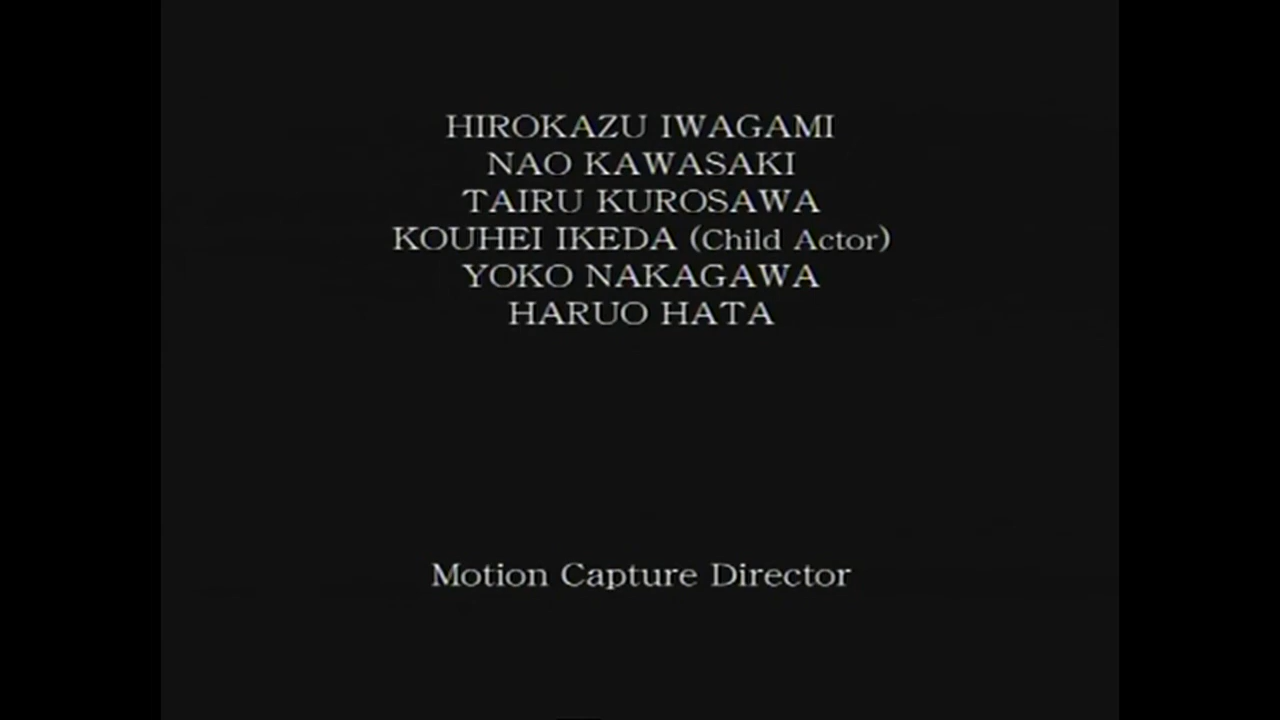 HIROKAZU IWAGAMI
NAO KAWASAKI
TAIRU KUROSAWA
KOUHEI IKEDA (Child Actor)
YOKO NAKAGAWA
HARUO HATA
Motion Capture Director